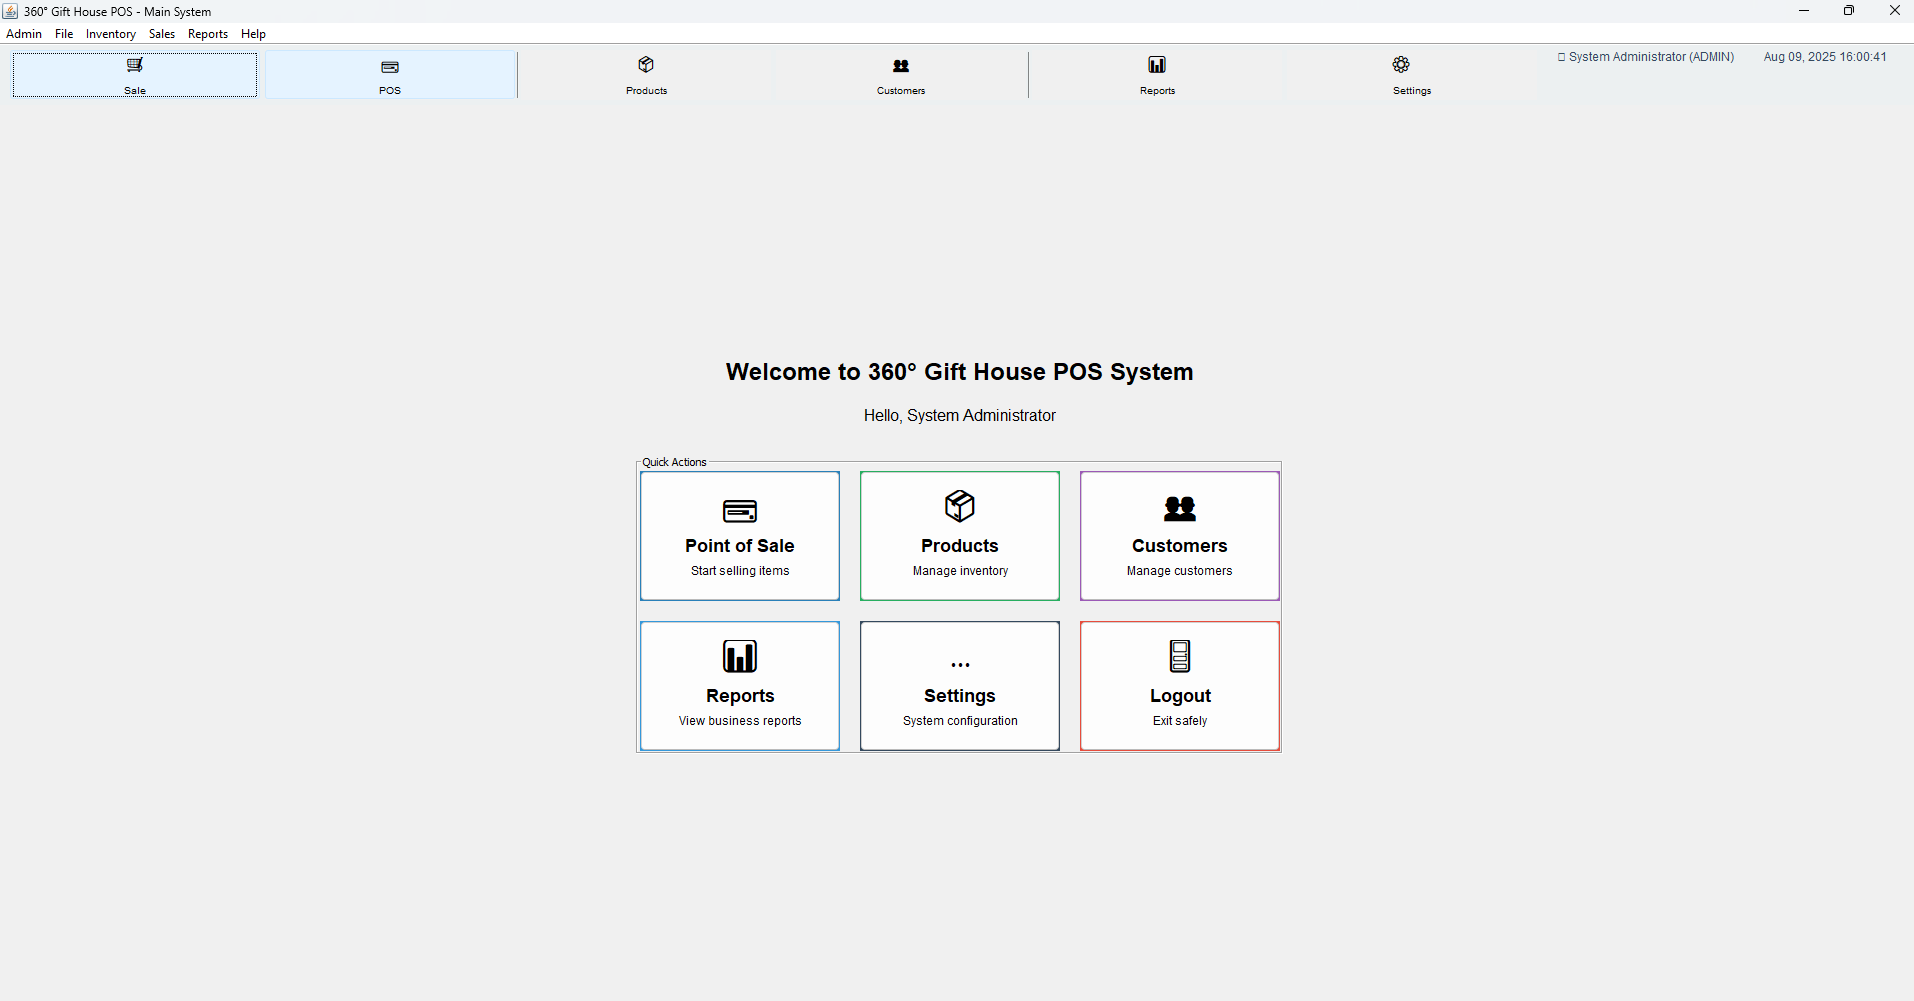 360° Gift House POS - Main System
Admin File Inventory Sales Reports Help
Sale POS Products Customers Reports Settings System Administrator (ADMIN) Aug 09, 2025 16:00:41
Welcome to 360° Gift House POS System
Hello, System Administrator
Quick Actions
Point of Sale
Start selling items
Products
Manage inventory
Customers
Manage customers
Reports
View business reports
...
Settings
System configuration
Logout
Exit safely